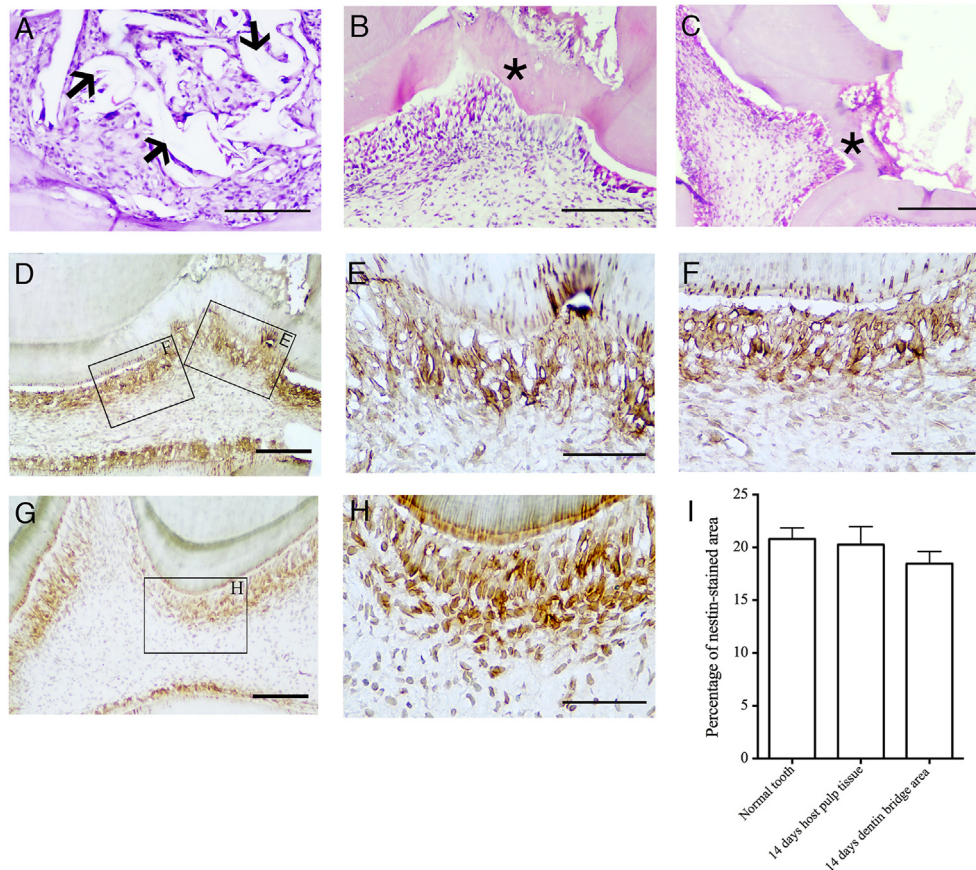 A
B
*
C
*
D
F
E
E
F
G
H
H
I
Percentage of nestin-stained area
25
20
15
10
5
0
Normal tooth
14 days host pulp tissue
14 days dentin bridge area